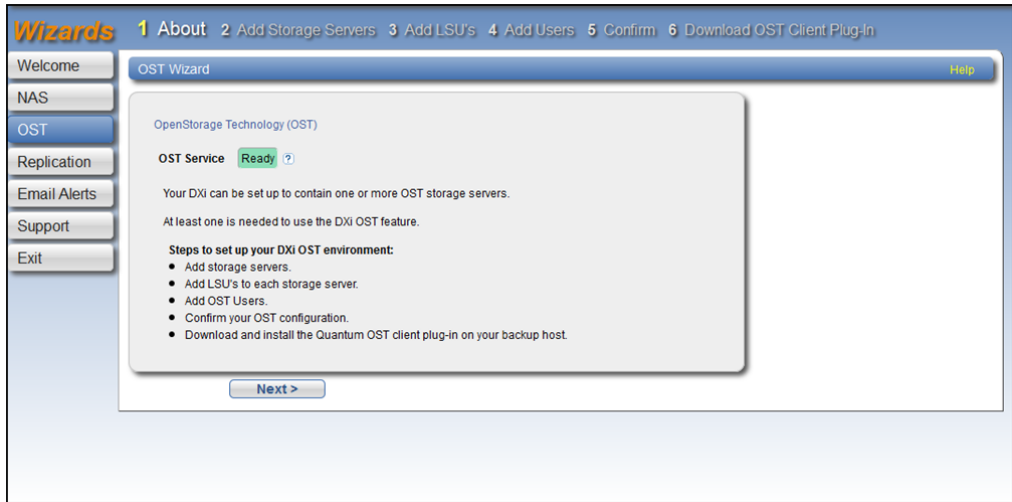 Wizards
1 About 2 Add Storage Servers 3 Add LSU's 4 Add Users 5 Confirm 6 Download OST Client Plug-In
Welcome
NAS
OST
Replication
Email Alerts
Support
Exit
OST Wizard
Help
OpenStorage Technology (OST)
OST Service Ready ?
Your DXi can be set up to contain one or more OST storage servers.
At least one is needed to use the DXi OST feature.
Steps to set up your DXi OST environment:
• Add storage servers.
• Add LSU's to each storage server.
• Add OST Users.
• Confirm your OST configuration.
• Download and install the Quantum OST client plug-in on your backup host.
Next >